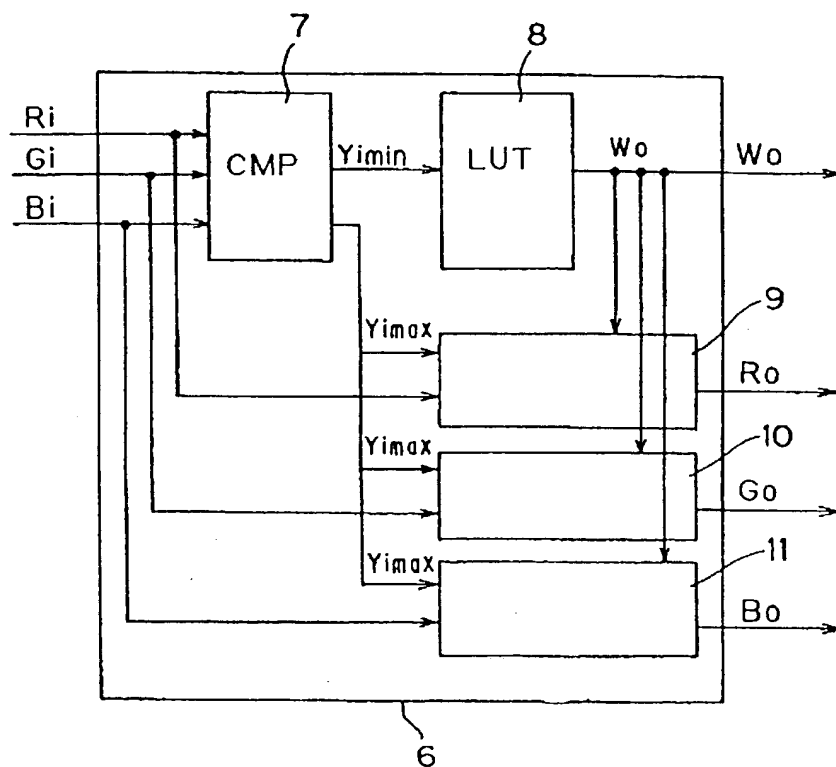 7
8
Ri
Gi
Bi
CMP
Yimin
LUT
Wo
Wo
9
Yimax
Ro
10
Yimax
Go
11
Yimax
Bo
6